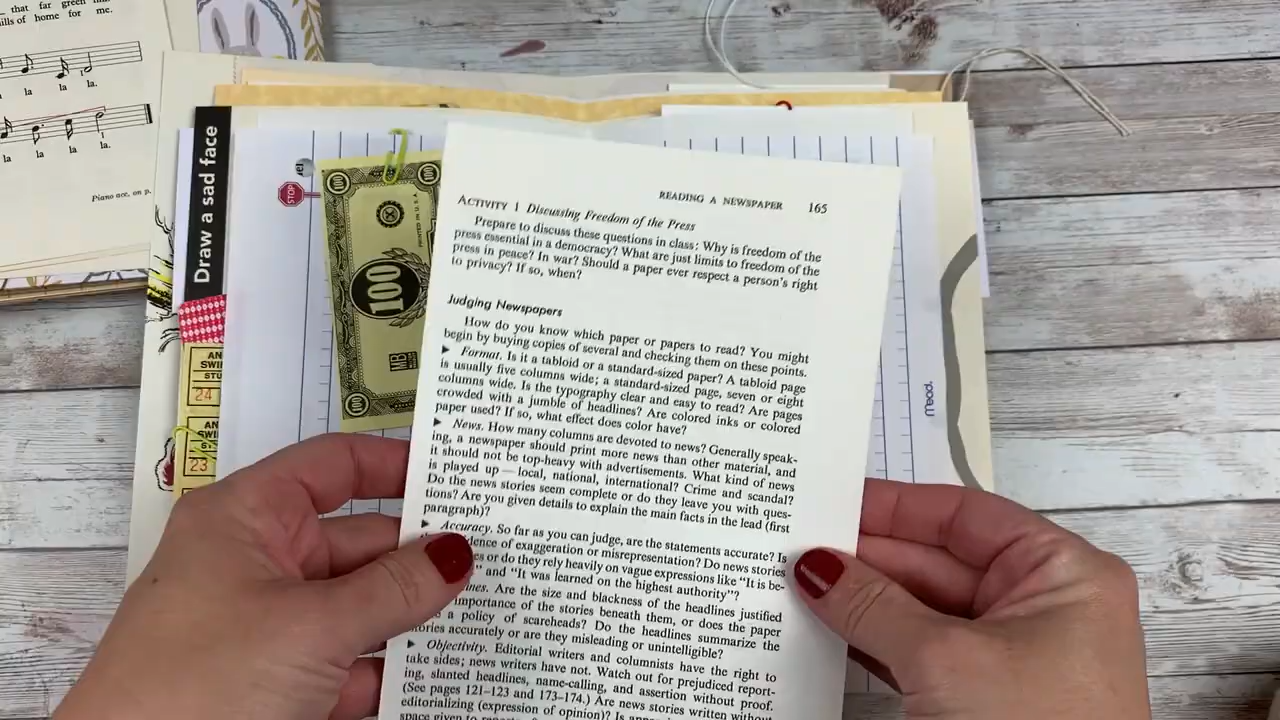 — that far green
ills of home for me.
la la la la.
la la la la.
Piano acc. on p.
Draw a sad face
STOP
100
100
PRINTED IN U.S.A.
100
MB
100
AN
SWI
STU
24
AN
SWI
23
Mead.
READING A NEWSPAPER 165
ACTIVITY 1 Discussing Freedom of the Press
Prepare to discuss these questions in class: Why is freedom of the
press essential in a democracy? What are just limits to freedom of the
press in peace? In war? Should a paper ever respect a person's right
to privacy? If so, when?
Judging Newspapers
How do you know which paper or papers to read? You might
begin by buying copies of several and checking them on these points.
▶ Format. Is it a tabloid or a standard-sized paper? A tabloid page
is usually five columns wide; a standard-sized page, seven or eight
columns wide. Is the typography clear and easy to read? Are pages
crowded with a jumble of headlines? Are colored inks or colored
paper used? If so, what effect does color have?
▶ News. How many columns are devoted to news? Generally speak-
ing, a newspaper should print more news than other material, and
it should not be top-heavy with advertisements. What kind of news
is played up — local, national, international? Crime and scandal?
Do the news stories seem complete or do they leave you with ques-
tions? Are you given details to explain the main facts in the lead (first
paragraph)?
▶ Accuracy. So far as you can judge, are the statements accurate? Is
idence of exaggeration or misrepresentation? Do news stories
es or do they rely heavily on vague expressions like "It is be-
" and "It was learned on the highest authority"?
nes. Are the size and blackness of the headlines justified
importance of the stories beneath them, or does the paper
a policy of scareheads? Do the headlines summarize the
stories accurately or are they misleading or unintelligible?
▶ Objectivity. Editorial writers and columnists have the right to
take sides; news writers have not. Watch out for prejudiced report-
ing, slanted headlines, name-calling, and assertion without proof.
(See pages 121–123 and 173–174.) Are news stories written without
editorializing (expression of opinion)? Is
space given to